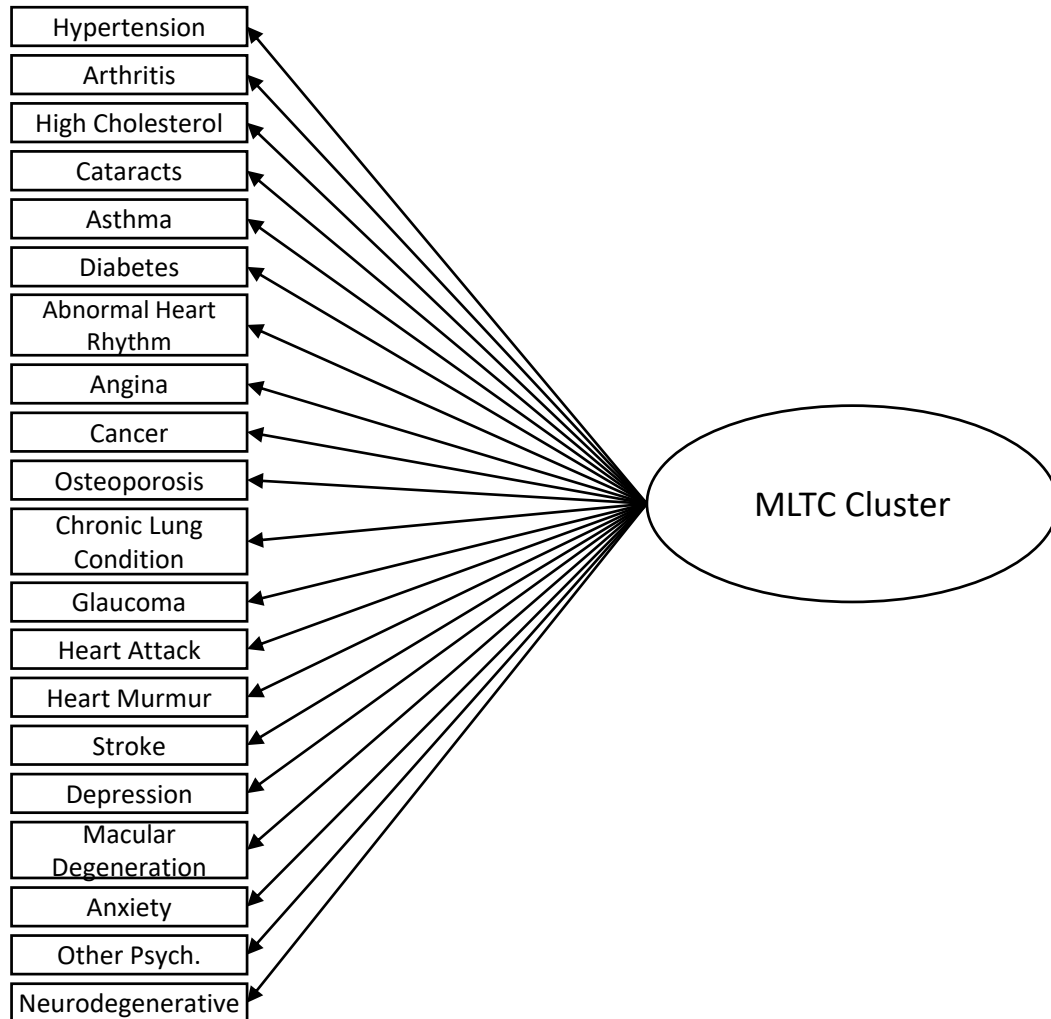 Hypertension
Arthritis
High Cholesterol
Cataracts
Asthma
Diabetes
Abnormal Heart
Rhythm
Angina
Cancer
Osteoporosis
Chronic Lung
Condition
Glaucoma
Heart Attack
Heart Murmur
Stroke
Depression
Macular
Degeneration
Anxiety
Other Psych.
Neurodegenerative
MLTC Cluster